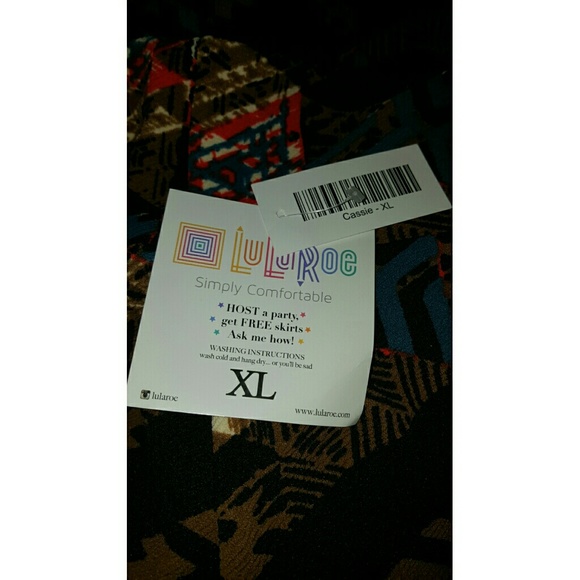 Cassie - XL
LuLaRoe
Simply Comfortable
HOST a party,
get FREE skirts
Ask me how!
WASHING INSTRUCTIONS
wash cold and hang dry... or you'll be sad
XL
lularoe
www.lularoe.com